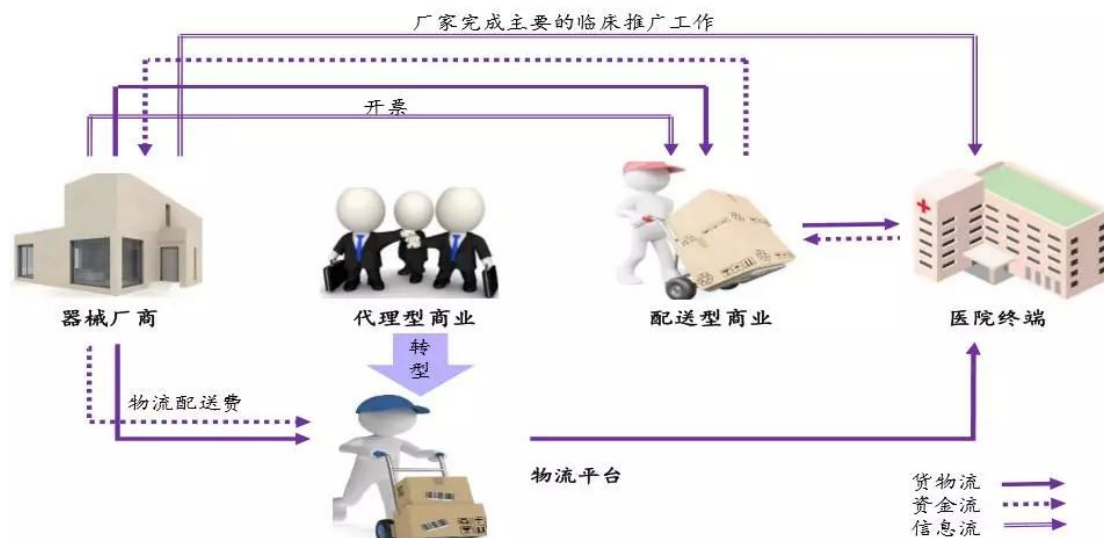 厂家完成主要的临床推广工作
开票
器械厂商
代理型商业
配送型商业
医院终端
转型
物流配送费
物流平台
货物流
资金流
信息流